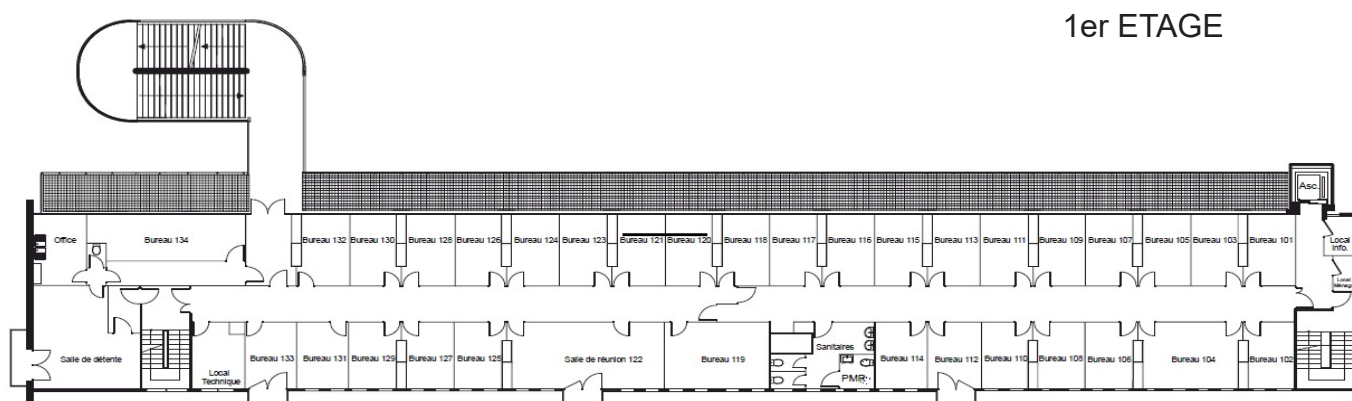 1er ETAGE
Asc.
Office
Bureau 134
Bureau 132
Bureau 130
Bureau 128
Bureau 126
Bureau 124
Bureau 123
Bureau 121
Bureau 120
Bureau 118
Bureau 117
Bureau 116
Bureau 115
Bureau 113
Bureau 111
Bureau 109
Bureau 107
Bureau 105
Bureau 103
Bureau 101
Local
Info.
Local
Ménage
Salle de détente
Local
Technique
Bureau 133
Bureau 131
Bureau 129
Bureau 127
Bureau 125
Salle de réunion 122
Bureau 119
Sanitaires
PMR
Bureau 114
Bureau 112
Bureau 110
Bureau 108
Bureau 106
Bureau 104
Bureau 102